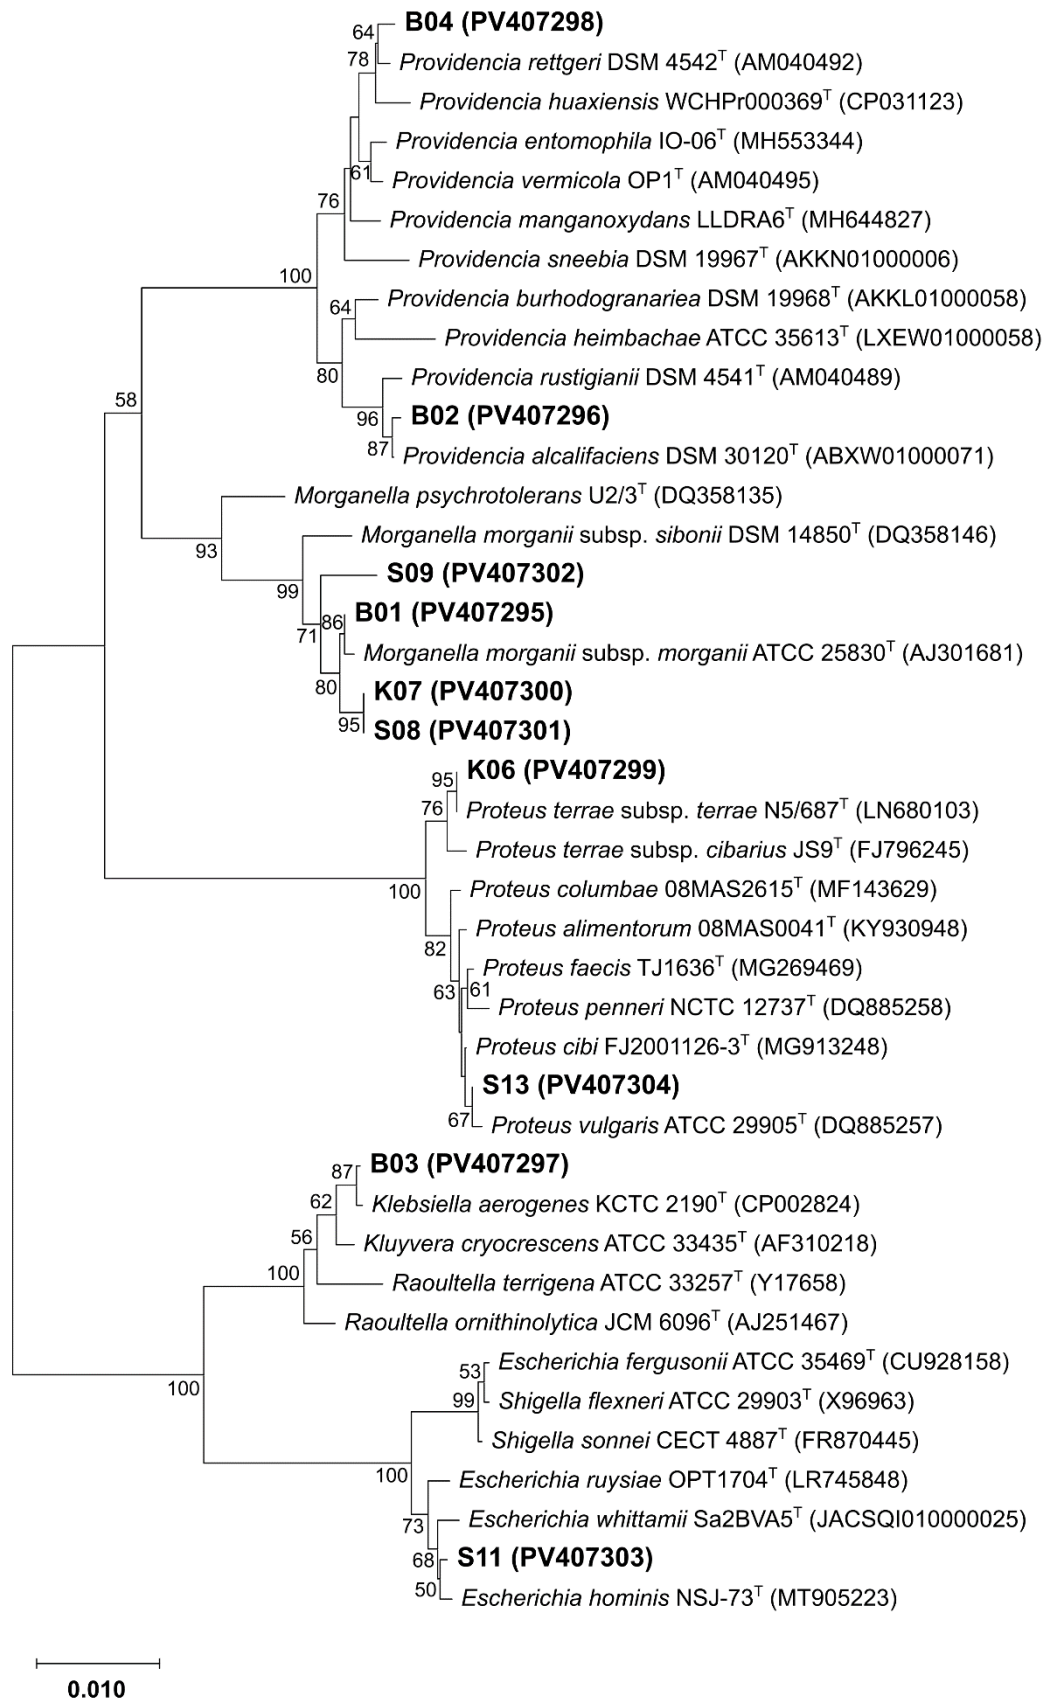 64
B04 (PV407298)
78
Providencia rettgeri DSM 4542ᵀ (AM040492)
Providencia huaxiensis WCHPr000369ᵀ (CP031123)
Providencia entomophila IO-06ᵀ (MH553344)
61
Providencia vermicola OP1ᵀ (AM040495)
76
Providencia manganoxydans LLDRA6ᵀ (MH644827)
Providencia sneebia DSM 19967ᵀ (AKKN01000006)
100
Providencia burhodogranariea DSM 19968ᵀ (AKKL01000058)
64
Providencia heimbachae ATCC 35613ᵀ (LXEW01000058)
80
Providencia rustigianii DSM 4541ᵀ (AM040489)
58
96
B02 (PV407296)
87
Providencia alcalifaciens DSM 30120ᵀ (ABXW01000071)
Morganella psychrotolerans U2/3ᵀ (DQ358135)
93
Morganella morganii subsp. sibonii DSM 14850ᵀ (DQ358146)
99
S09 (PV407302)
71
86
B01 (PV407295)
Morganella morganii subsp. morganii ATCC 25830ᵀ (AJ301681)
80
K07 (PV407300)
95
S08 (PV407301)
95
K06 (PV407299)
76
Proteus terrae subsp. terrae N5/687ᵀ (LN680103)
Proteus terrae subsp. cibarius JS9ᵀ (FJ796245)
100
Proteus columbae 08MAS2615ᵀ (MF143629)
Proteus alimentorum 08MAS0041ᵀ (KY930948)
82
Proteus faecis TJ1636ᵀ (MG269469)
63
61
Proteus penneri NCTC 12737ᵀ (DQ885258)
Proteus cibi FJ2001126-3ᵀ (MG913248)
S13 (PV407304)
67
Proteus vulgaris ATCC 29905ᵀ (DQ885257)
87
B03 (PV407297)
62
Klebsiella aerogenes KCTC 2190ᵀ (CP002824)
56
Kluyvera cryocrescens ATCC 33435ᵀ (AF310218)
100
Raoultella terrigena ATCC 33257ᵀ (Y17658)
Raoultella ornithinolytica JCM 6096ᵀ (AJ251467)
100
53
Escherichia fergusonii ATCC 35469ᵀ (CU928158)
99
Shigella flexneri ATCC 29903ᵀ (X96963)
Shigella sonnei CECT 4887ᵀ (FR870445)
100
Escherichia ruysiae OPT1704ᵀ (LR745848)
73
Escherichia whittamii Sa2BVA5ᵀ (JACSQI010000025)
68
S11 (PV407303)
50
Escherichia hominis NSJ-73ᵀ (MT905223)
0.010